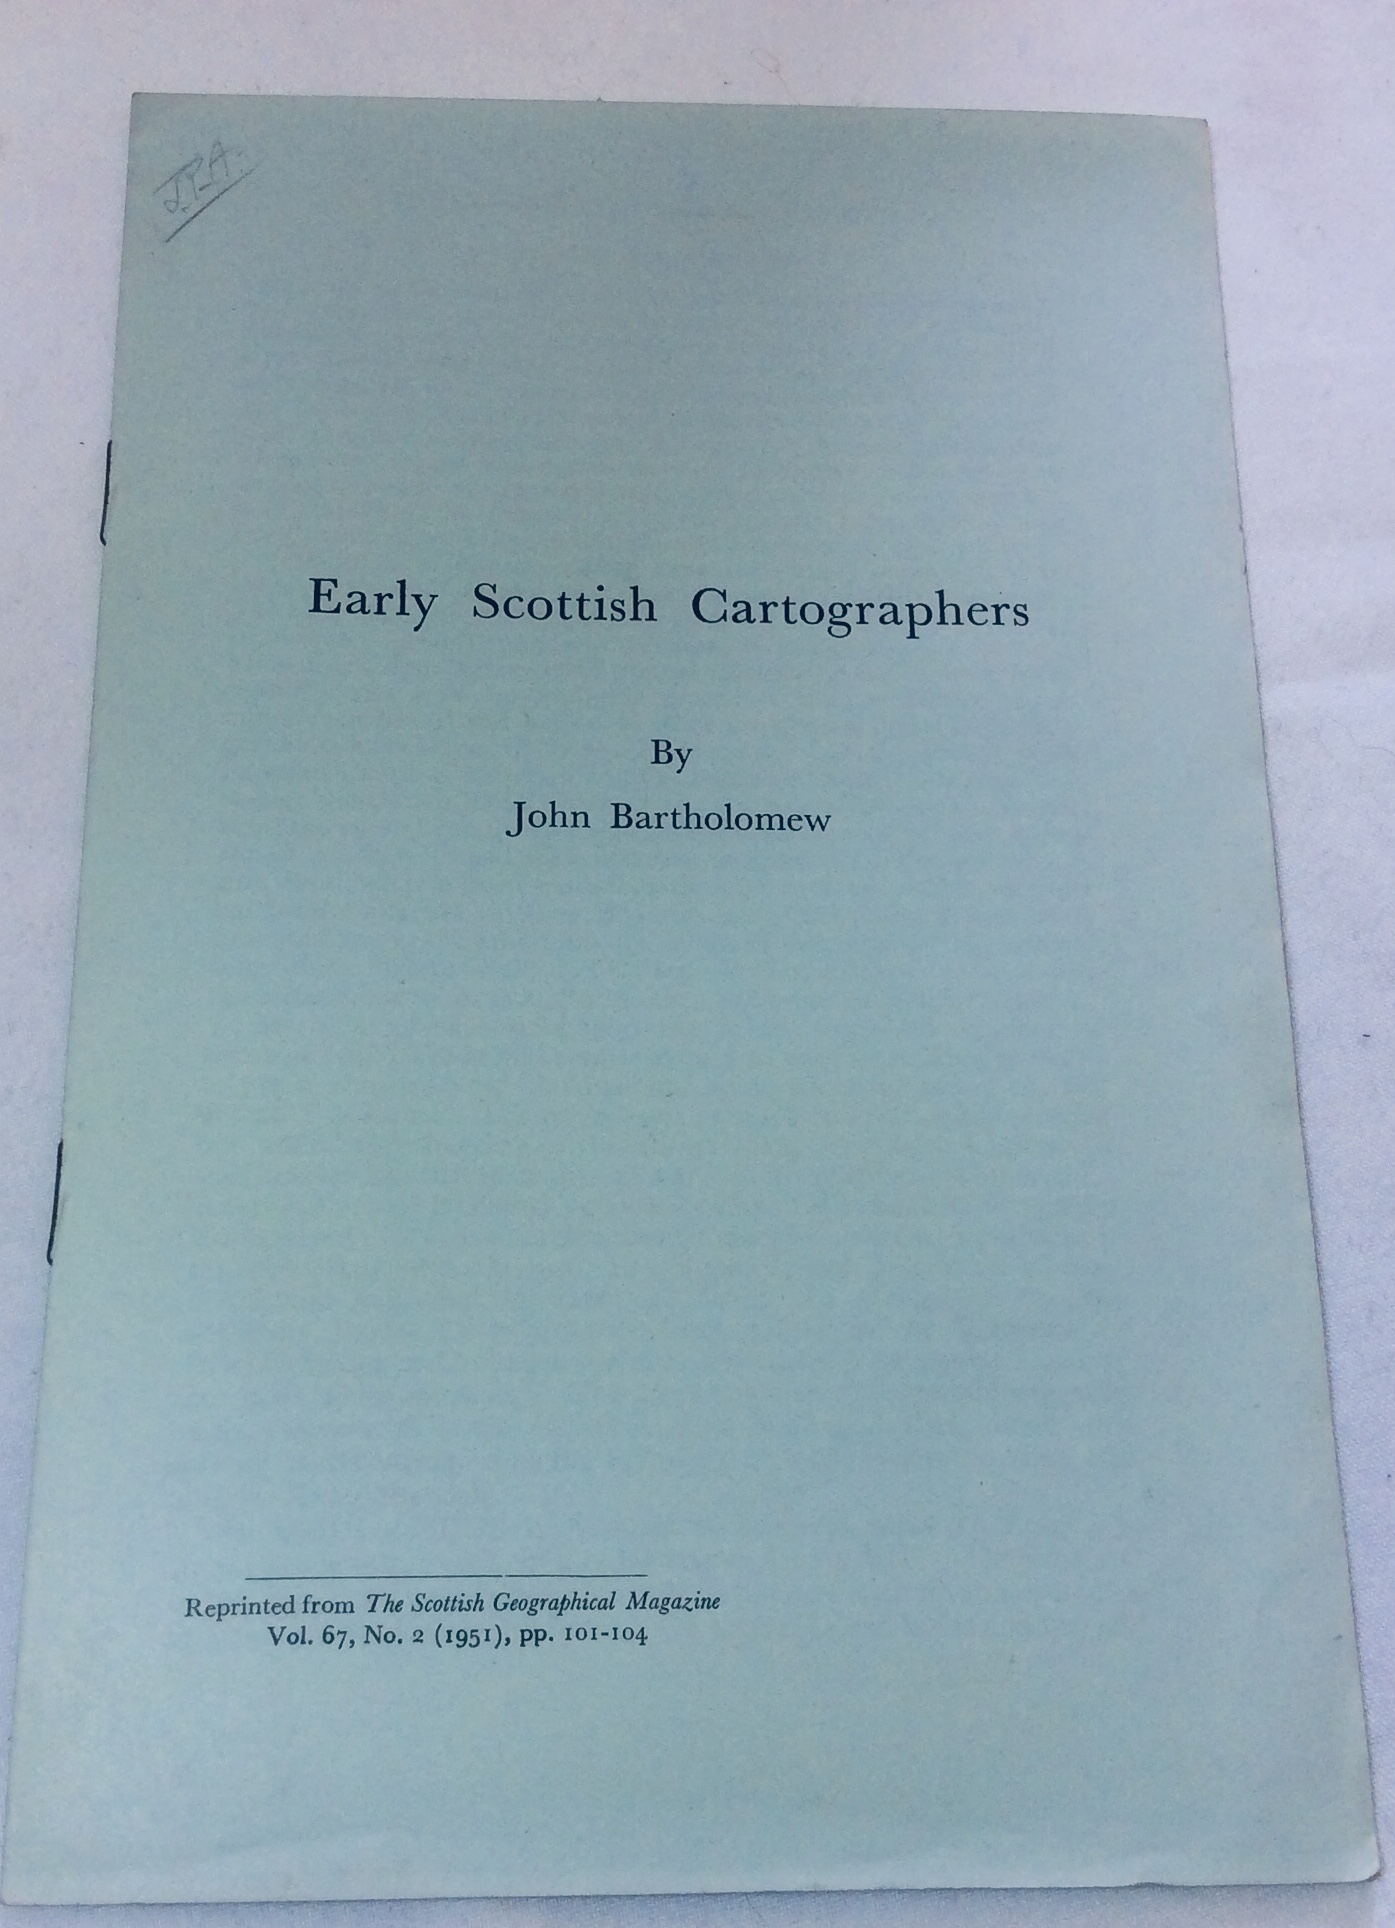 J.P.A.
Early Scottish Cartographers
By
John Bartholomew
Reprinted from The Scottish Geographical Magazine
Vol. 67, No. 2 (1951), pp. 101-104